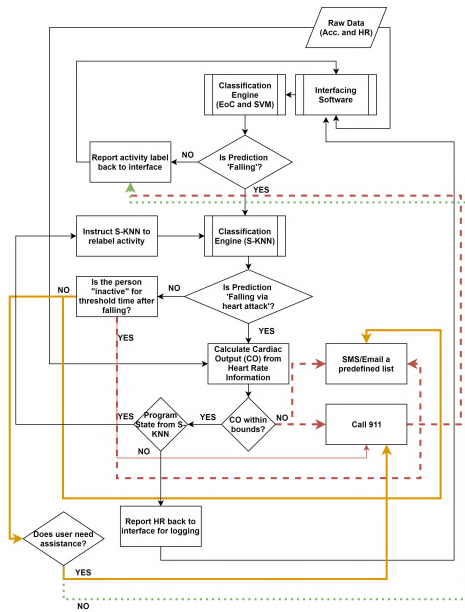 Raw Data
(Acc. and HR)
Classification
Engine
(EoC and SVM)
Interfacing
Software
Report activity label
back to interface
NO
Is Prediction
'Falling'?
YES
Instruct S-KNN to
relabel activity
Classification
Engine (S-KNN)
NO
Is the person
"inactive" for
threshold time after
falling?
NO
Is Prediction
'Falling via
heart attack'?
YES
YES
Calculate Cardiac
Output (CO) from
Heart Rate
Information
SMS/Email a
predefined list
YES
Program
State from S-
KNN
YES
CO within
bounds?
NO
Call 911
NO
Report HR back to
interface for logging
Does user need
assistance?
YES
NO